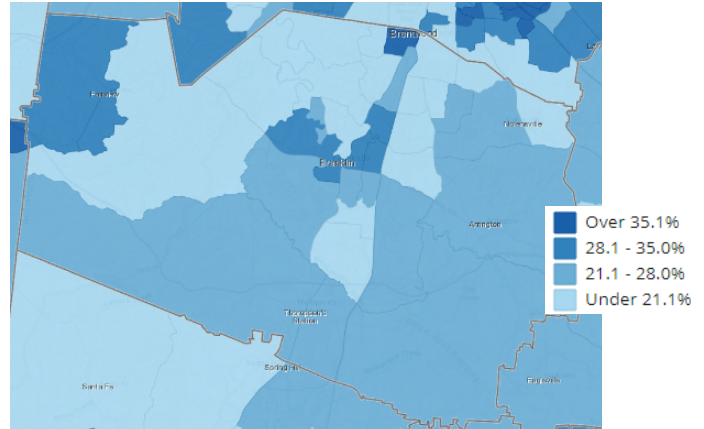 Brentwood
Fairview
Nolensville
Franklin
Arrington
Over 35.1%
28.1 - 35.0%
21.1 - 28.0%
Under 21.1%
Thompson's
Station
Spring Hill
Santa Fe
Eagleville